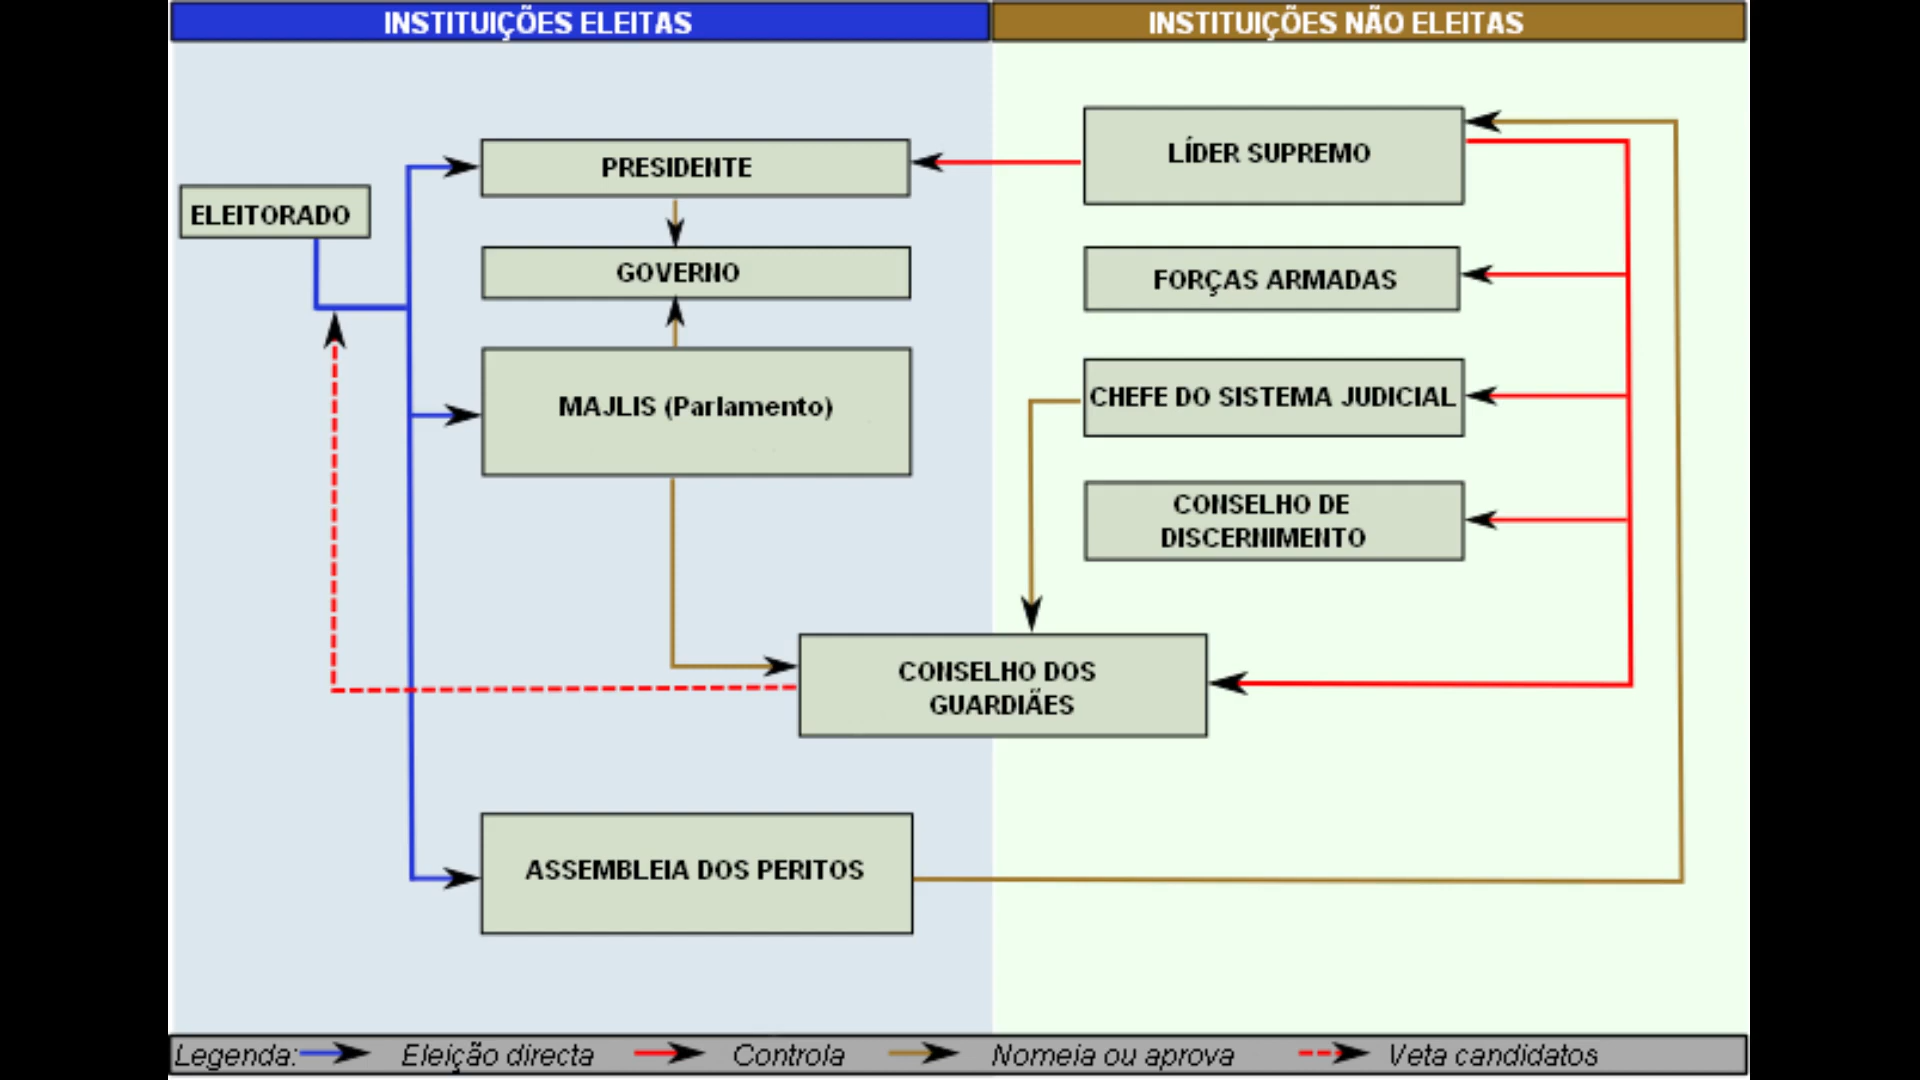 INSTITUIÇÕES ELEITAS
INSTITUIÇÕES NÃO ELEITAS
LÍDER SUPREMO
PRESIDENTE
ELEITORADO
GOVERNO
FORÇAS ARMADAS
MAJLIS (Parlamento)
CHEFE DO SISTEMA JUDICIAL
CONSELHO DE
DISCERNIMENTO
CONSELHO DOS
GUARDIÃES
ASSEMBLEIA DOS PERITOS
Legenda: Eleição directa Controla Nomeia ou aprova Veta candidatos